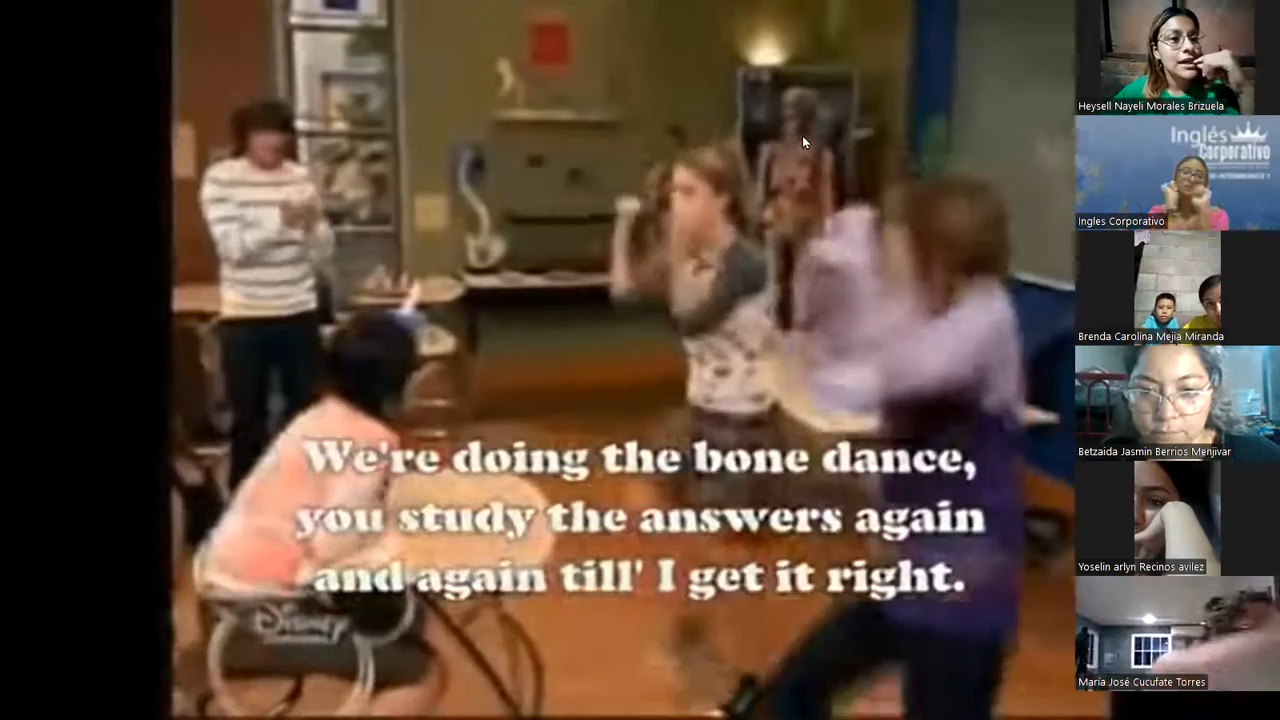 We're doing the bone dance,
you study the answers again
and again till' I get it right.
Disney
Heysell Nayeli Morales Brizuela
Inglés
Corporativo
Ingles Corporativo
Brenda Carolina Mejia Miranda
Betzaida Jasmin Berrios Menjivar
Yoselin arlyn Recinos avilez
María José Cucufate Torres